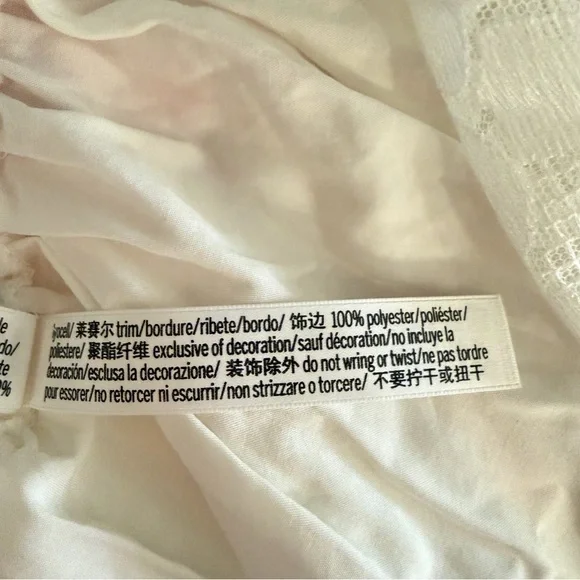 lyocell/ 莱赛尔 trim/bordure/ribete/bordo/ 饰边 100% polyester/poliéster/
poliestere/ 聚酯纤维 exclusive of decoration/sauf décoration/no incluye la
decoración/esclusa la decorazione/ 装饰除外 do not wring or twist/ne pas tordre
pour essorer/no retorcer ni escurrir/non strizzare o torcere/ 不要拧干或扭干